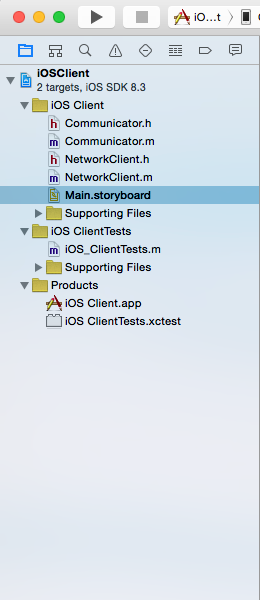 iO...t
iOSClient
2 targets, iOS SDK 8.3
iOS Client
Communicator.h
Communicator.m
NetworkClient.h
NetworkClient.m
Main.storyboard
Supporting Files
iOS ClientTests
iOS_ClientTests.m
Supporting Files
Products
iOS Client.app
iOS ClientTests.xctest